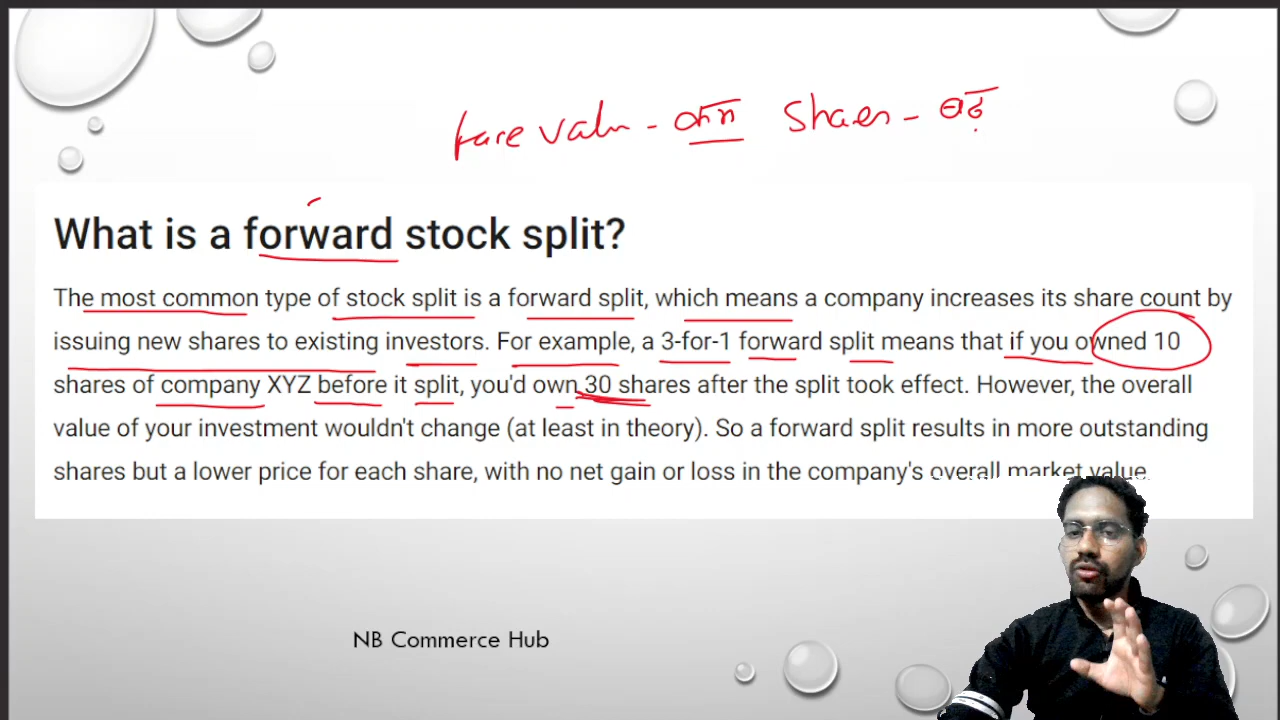 What is a forward stock split?
The most common type of stock split is a forward split, which means a company increases its share count by
issuing new shares to existing investors. For example, a 3-for-1 forward split means that if you owned 10
shares of company XYZ before it split, you'd own 30 shares after the split took effect. However, the overall
value of your investment wouldn't change (at least in theory). So a forward split results in more outstanding
shares but a lower price for each share, with no net gain or loss in the company's overall market value.
NB Commerce Hub